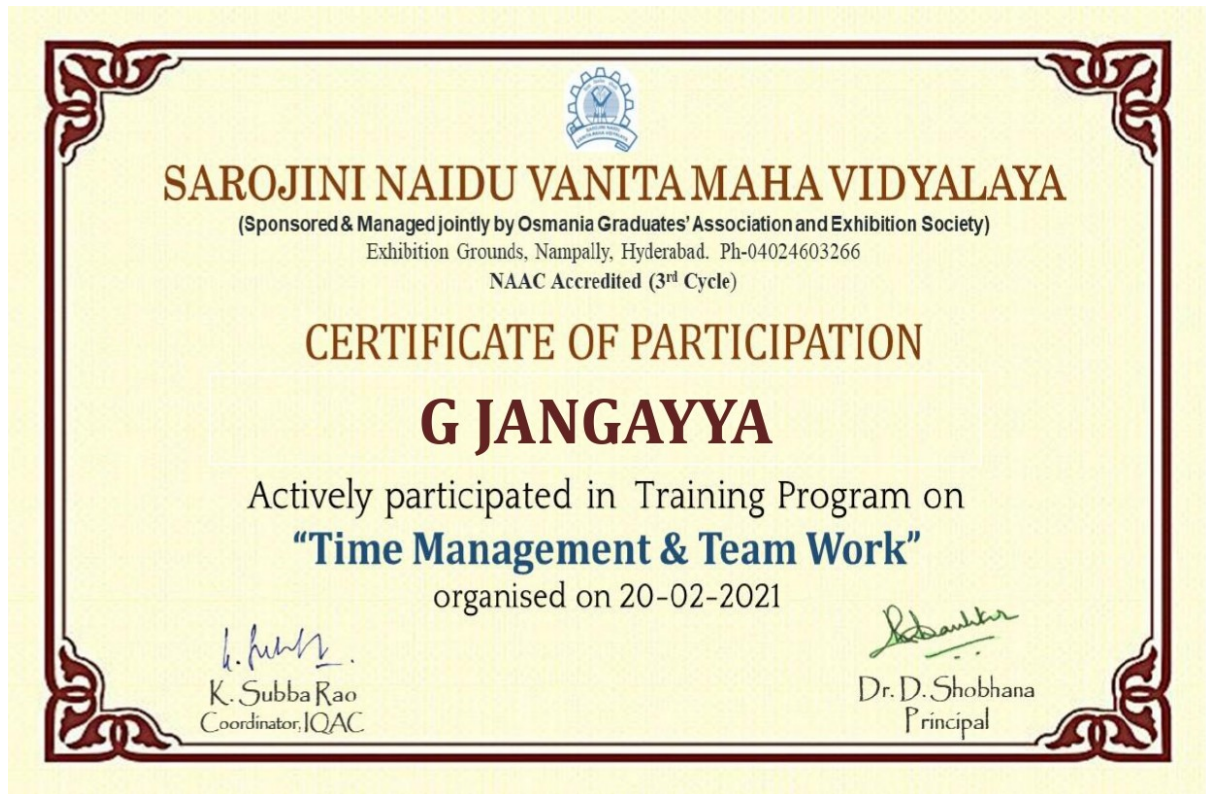 SAROJINI NAIDU VANITA MAHA VIDYALAYA
(Sponsored & Managed jointly by Osmania Graduates' Association and Exhibition Society)
Exhibition Grounds, Nampally, Hyderabad. Ph-04024603266
NAAC Accredited (3rd Cycle)
CERTIFICATE OF PARTICIPATION
G JANGAYYA
Actively participated in Training Program on
“Time Management & Team Work”
organised on 20-02-2021
K. Subba Rao
Coordinator, IQAC
Dr. D. Shobhana
Principal